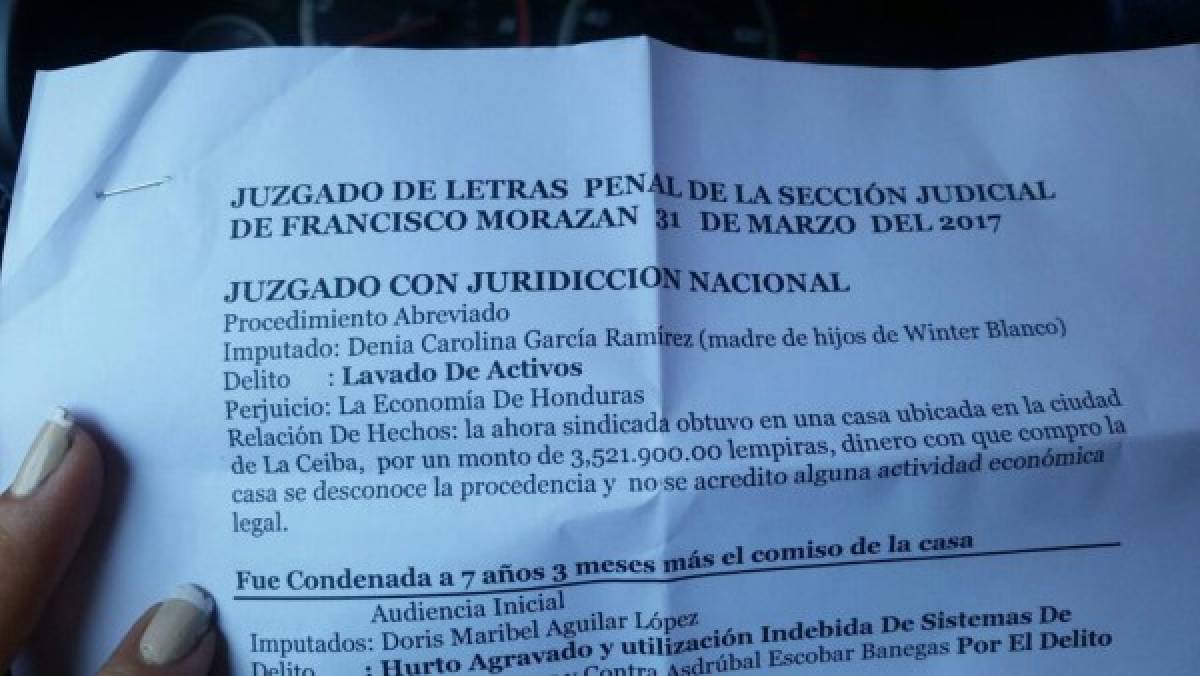 JUZGADO DE LETRAS PENAL DE LA SECCIÓN JUDICIAL
DE FRANCISCO MORAZAN 31 DE MARZO DEL 2017
JUZGADO CON JURIDICCION NACIONAL
Procedimiento Abreviado
Imputado: Denia Carolina García Ramírez (madre de hijos de Winter Blanco)
Delito : Lavado De Activos
Perjuicio: La Economía De Honduras
Relación De Hechos: la ahora sindicada obtuvo en una casa ubicada en la ciudad
de La Ceiba, por un monto de 3,521.900.00 lempiras, dinero con que compro la
casa se desconoce la procedencia y no se acredito alguna actividad económica
legal.
Fue Condenada a 7 años 3 meses más el comiso de la casa
Audiencia Inicial
Imputados: Doris Maribel Aguilar López
Delito : Hurto Agravado y utilización Indebida De Sistemas De
Contra Asdrúbal Escobar Banegas Por El Delito